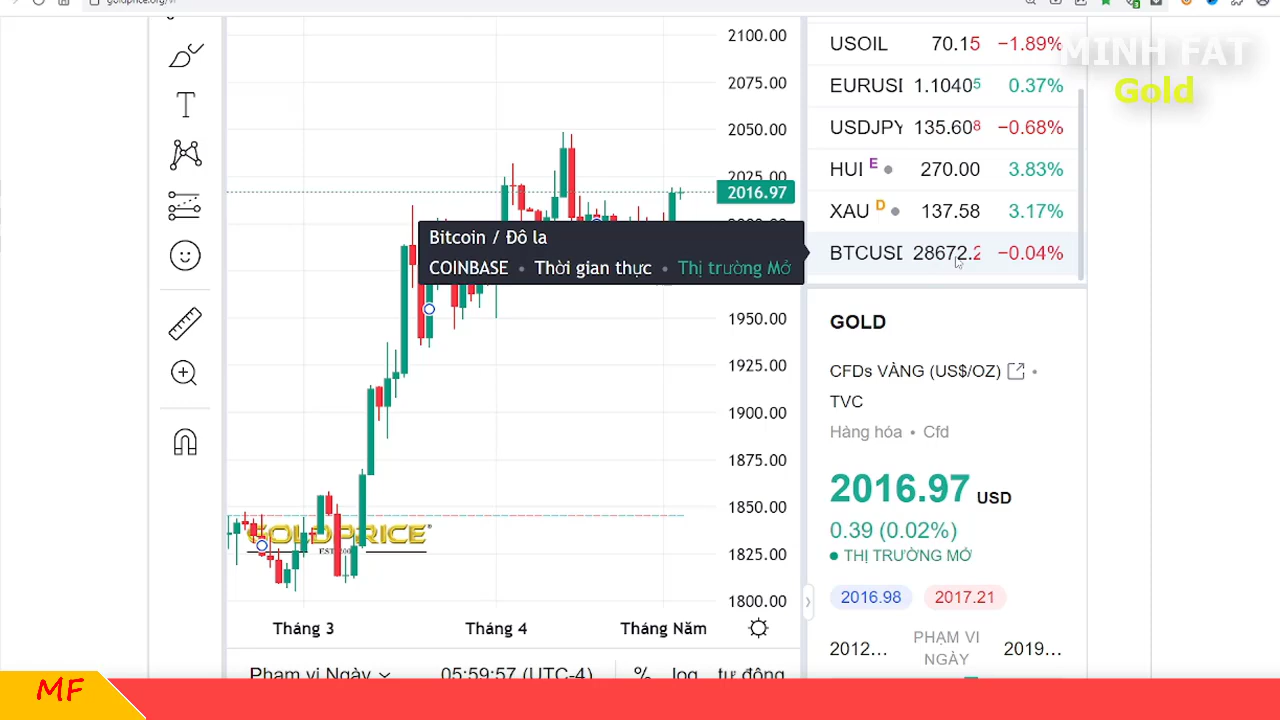 goldprice.org/vi
2100.00
2075.00
2050.00
2025.00
2016.97
1950.00
1925.00
1900.00
1875.00
1850.00
1825.00
1800.00
Bitcoin / Đô la
COINBASE • Thời gian thực • Thị trường Mở
GOLDPRICE
Tháng 3 Tháng 4 Tháng Năm
Phạm vi Ngày 05:59:57 (UTC-4) % log tự động
USOIL 70.15 −1.89%
EURUSD 1.10405 0.37%
USDJPY 135.608 −0.68%
HUI E 270.00 3.83%
XAU D 137.58 3.17%
BTCUSD 28672.2 −0.04%
MINH FAT
Gold
GOLD
CFDs VÀNG (US$/OZ) •
TVC
Hàng hóa • Cfd
2016.97 USD
0.39 (0.02%)
• THỊ TRƯỜNG MỞ
2016.98 2017.21
2012... PHẠM VI NGÀY 2019...
MF